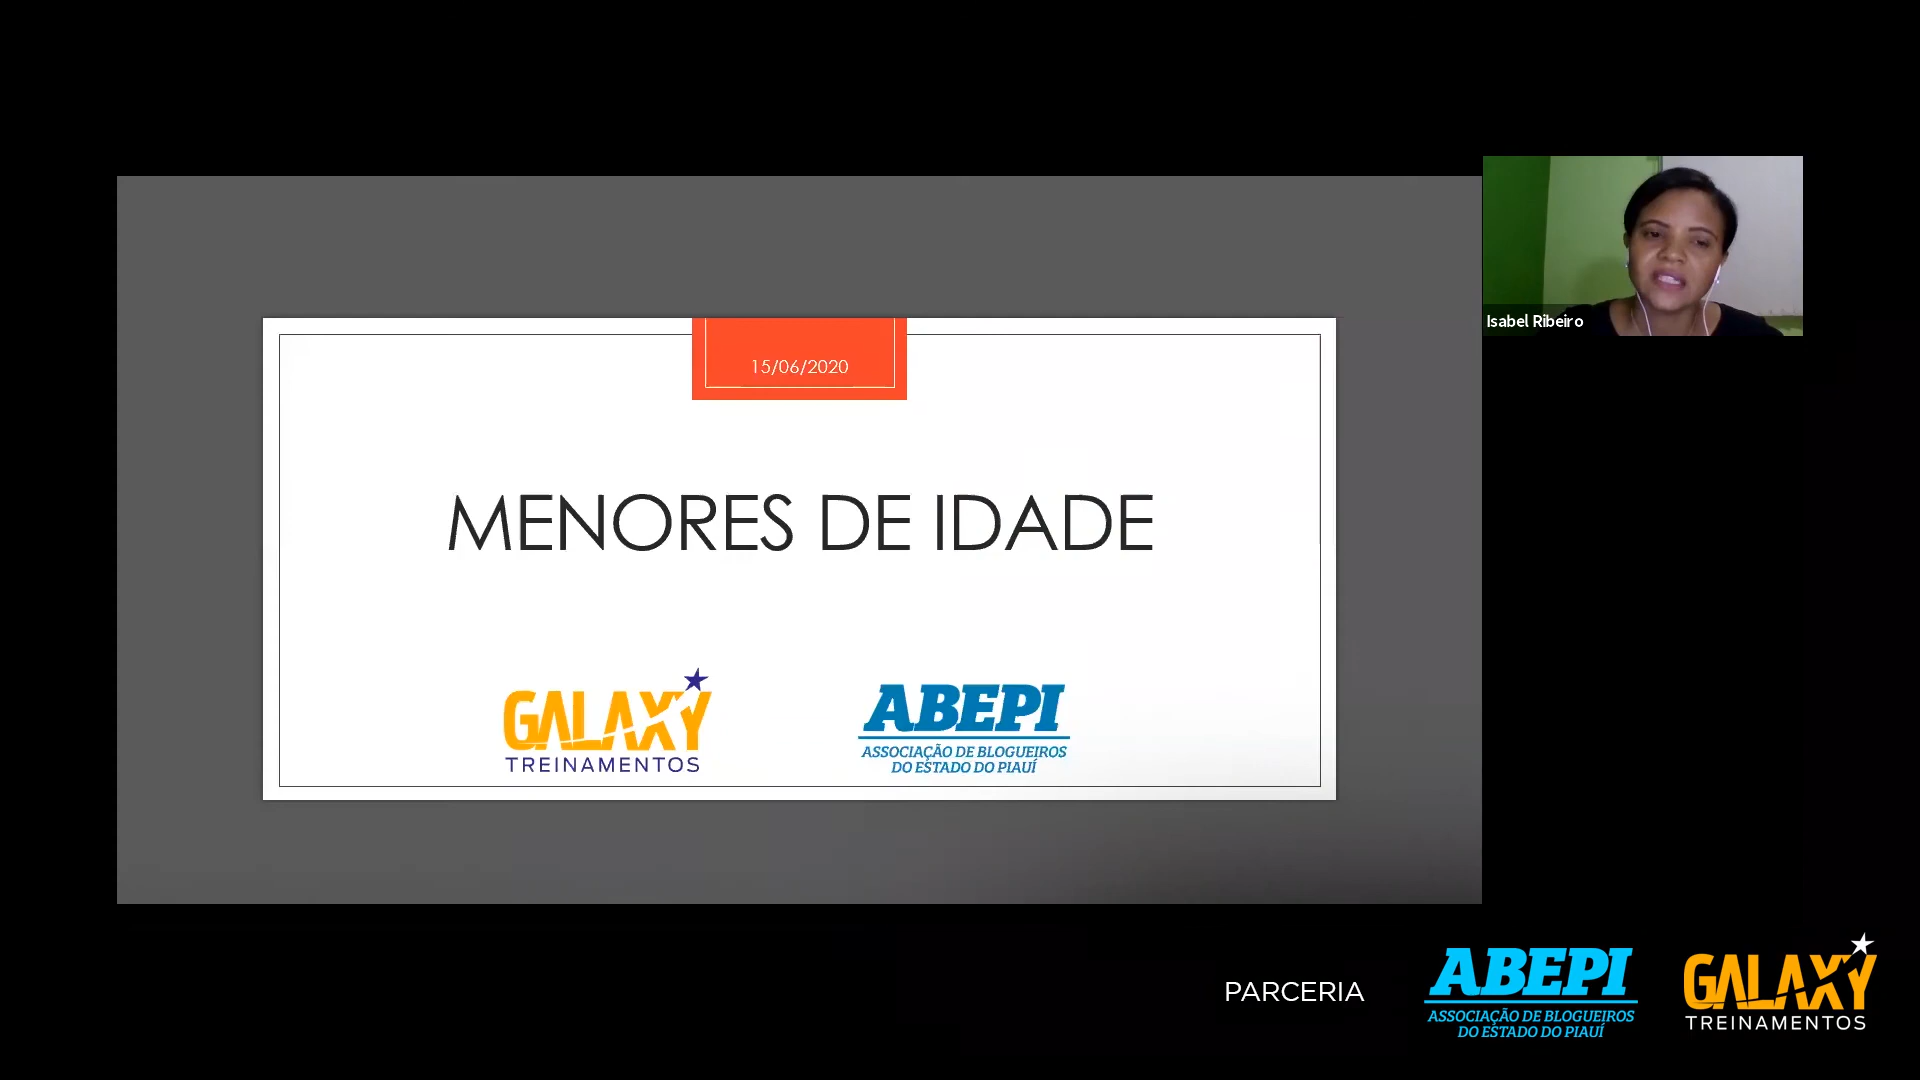 15/06/2020
MENORES DE IDADE
GALAXY
TREINAMENTOS
ABEPI
ASSOCIAÇÃO DE BLOGUEIROS
DO ESTADO DO PIAUÍ
Isabel Ribeiro
PARCERIA
ABEPI
ASSOCIAÇÃO DE BLOGUEIROS
DO ESTADO DO PIAUÍ
GALAXY
TREINAMENTOS